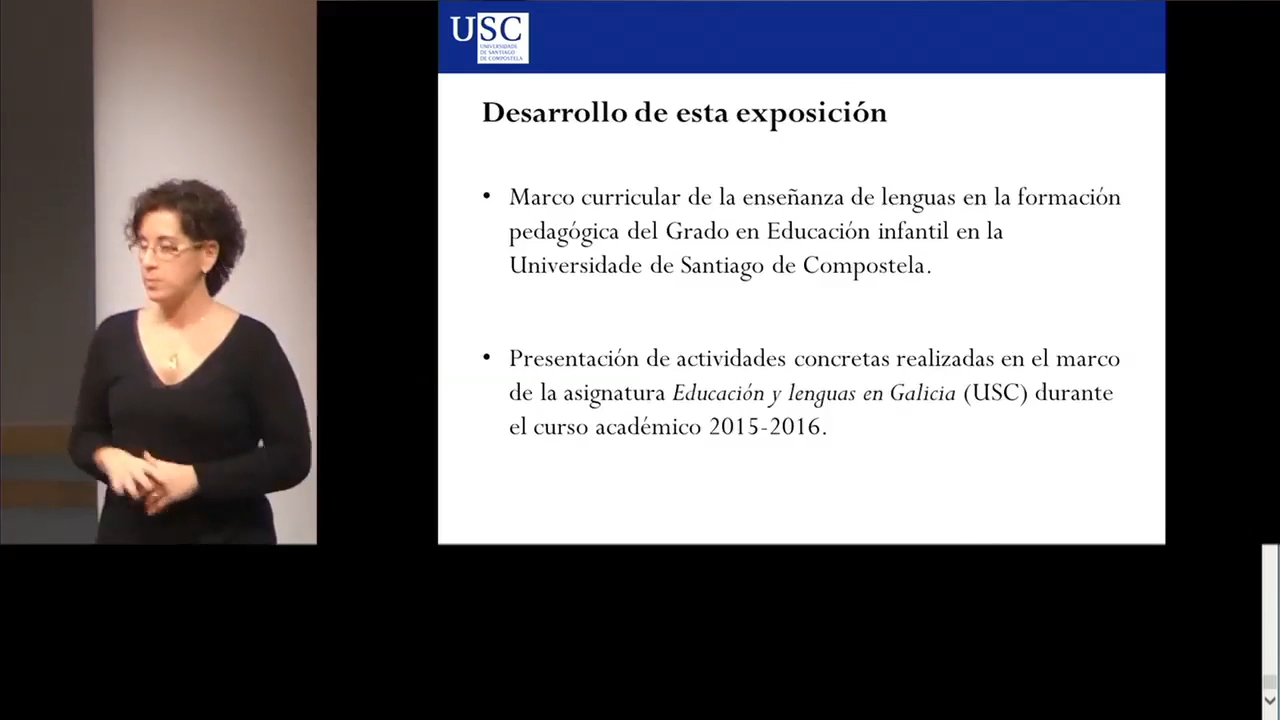 USC
UNIVERSIDADE
DE SANTIAGO
DE COMPOSTELA
Desarrollo de esta exposición
• Marco curricular de la enseñanza de lenguas en la formación
pedagógica del Grado en Educación infantil en la
Universidade de Santiago de Compostela.
• Presentación de actividades concretas realizadas en el marco
de la asignatura Educación y lenguas en Galicia (USC) durante
el curso académico 2015-2016.